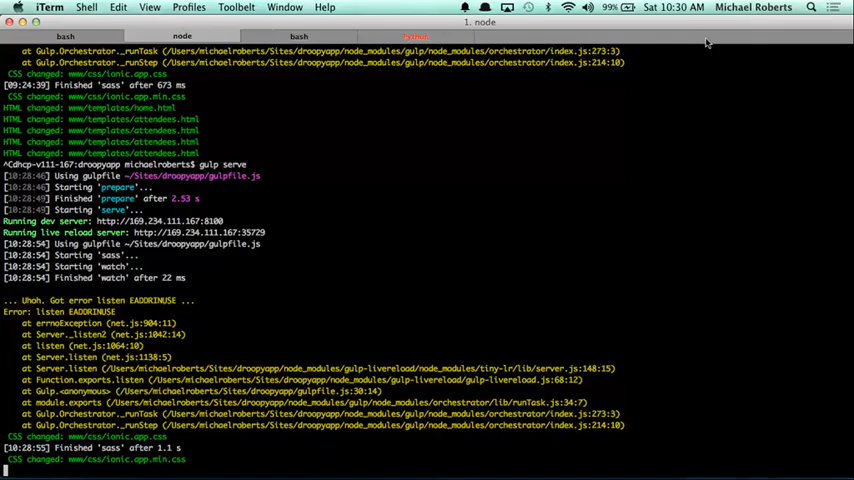 iTerm Shell Edit View Profiles Toolbelt Window Help 99% Sat 10:30 AM Michael Roberts
1. node
bash node bash Python
at Gulp.Orchestrator._runTask (/Users/michaelroberts/Sites/droopyapp/node_modules/gulp/node_modules/orchestrator/index.js:273:3)
at Gulp.Orchestrator._runStep (/Users/michaelroberts/Sites/droopyapp/node_modules/gulp/node_modules/orchestrator/index.js:214:10)
CSS changed: www/css/ionic.app.css
[09:24:39] Finished 'sass' after 673 ms
CSS changed: www/css/ionic.app.min.css
HTML changed: www/templates/home.html
HTML changed: www/templates/attendees.html
HTML changed: www/templates/attendees.html
HTML changed: www/templates/attendees.html
HTML changed: www/templates/attendees.html
^Cdhcp-v111-167:droopyapp michaelroberts$ gulp serve
[10:28:46] Using gulpfile ~/Sites/droopyapp/gulpfile.js
[10:28:46] Starting 'prepare'...
[10:28:49] Finished 'prepare' after 2.53 s
[10:28:49] Starting 'serve'...
Running dev server: http://169.234.111.167:8100
Running live reload server: http://169.234.111.167:35729
[10:28:54] Using gulpfile ~/Sites/droopyapp/gulpfile.js
[10:28:54] Starting 'sass'...
[10:28:54] Starting 'watch'...
[10:28:54] Finished 'watch' after 22 ms
... Uhoh. Got error listen EADDRINUSE ...
Error: listen EADDRINUSE
at errnoException (net.js:904:11)
at Server._listen2 (net.js:1042:14)
at listen (net.js:1064:10)
at Server.listen (net.js:1138:5)
at Server.listen (/Users/michaelroberts/Sites/droopyapp/node_modules/gulp-livereload/node_modules/tiny-lr/lib/server.js:148:15)
at Function.exports.listen (/Users/michaelroberts/Sites/droopyapp/node_modules/gulp-livereload/gulp-livereload.js:68:12)
at Gulp.<anonymous> (/Users/michaelroberts/Sites/droopyapp/gulpfile.js:30:14)
at module.exports (/Users/michaelroberts/Sites/droopyapp/node_modules/gulp/node_modules/orchestrator/lib/runTask.js:34:7)
at Gulp.Orchestrator._runTask (/Users/michaelroberts/Sites/droopyapp/node_modules/gulp/node_modules/orchestrator/index.js:273:3)
at Gulp.Orchestrator._runStep (/Users/michaelroberts/Sites/droopyapp/node_modules/gulp/node_modules/orchestrator/index.js:214:10)
CSS changed: www/css/ionic.app.css
[10:28:55] Finished 'sass' after 1.1 s
CSS changed: www/css/ionic.app.min.css